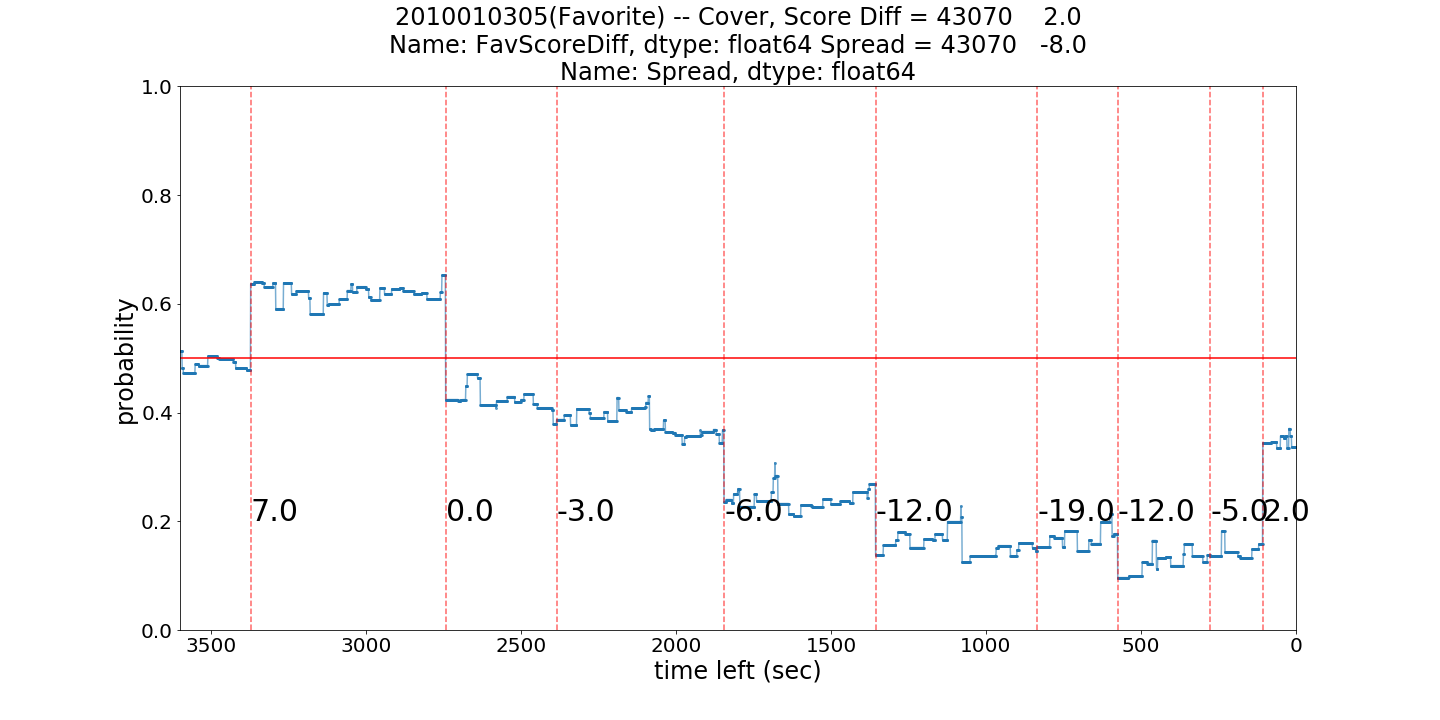 2010010305(Favorite) -- Cover, Score Diff = 43070    2.0
Name: FavScoreDiff, dtype: float64 Spread = 43070   -8.0
Name: Spread, dtype: float64
1.0
0.8
0.6
0.4
0.2
0.0
probability
7.0
0.0
-3.0
-6.0
-12.0
-19.0
-12.0
-5.0
2.0
3500 3000 2500 2000 1500 1000 500 0
time left (sec)